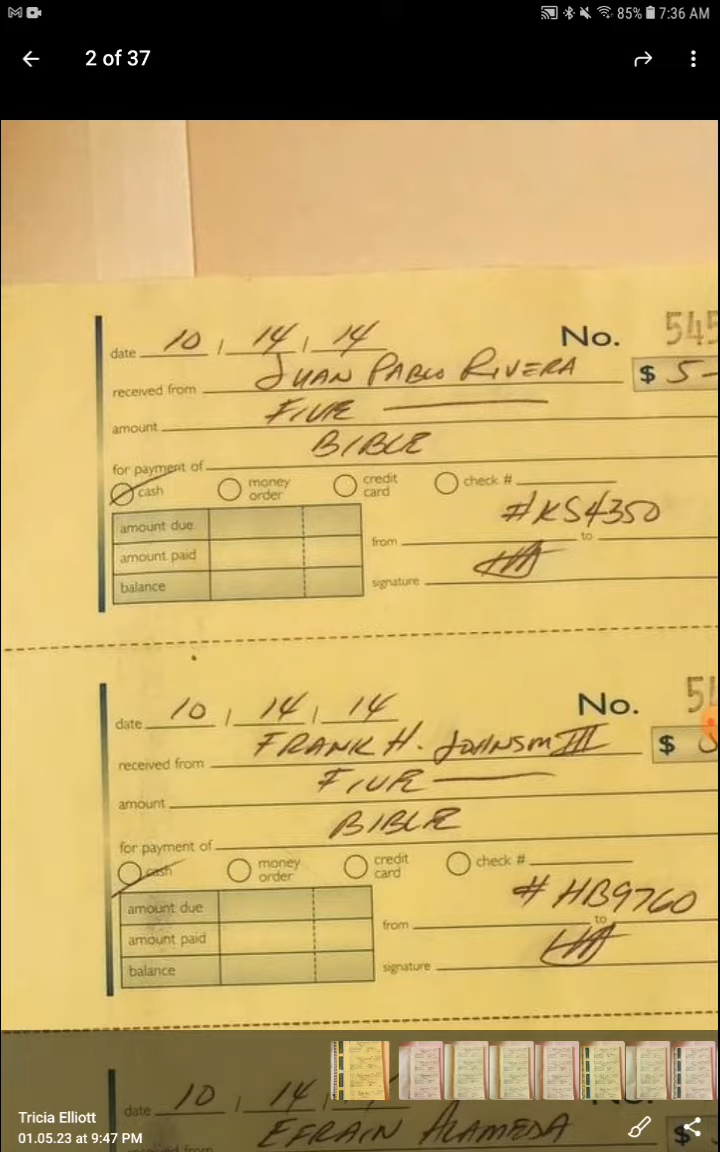 85% 7:36 AM
2 of 37
date 10 / 14 / 14 No. 545
received from JUAN PABLO RIVERA $ 5-
amount FIVE
for payment of BIBLE
cash money order credit card check #
#KS4350
amount due
from to
amount paid
signature
balance
date 10 / 14 / 14 No. 54
received from FRANK H. JOHNSON III $
amount FIVE
for payment of BIBLE
cash money order credit card check #
# HB9760
amount due
from to
amount paid
signature
balance
date 10 / 14 / No.
received from EFRAIN ALAMEDA $
Tricia Elliott
01.05.23 at 9:47 PM